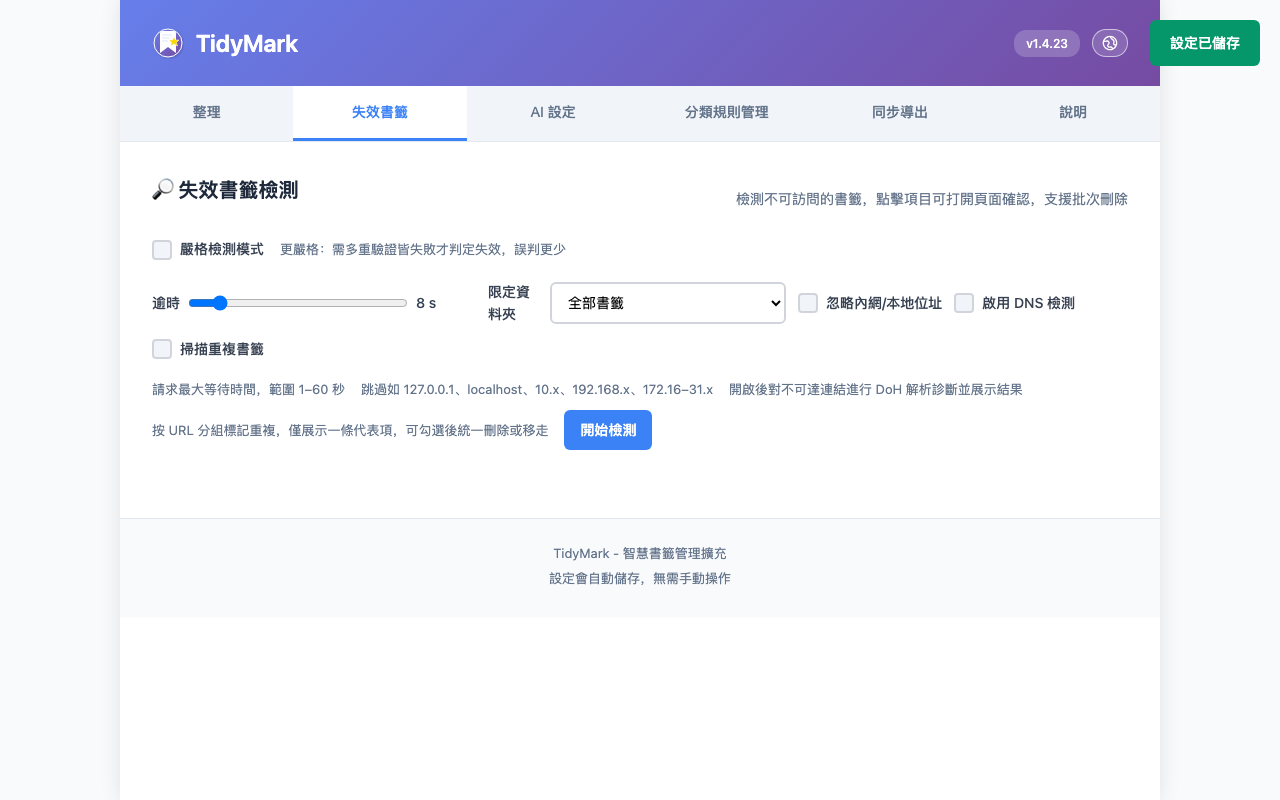 TidyMark
v1.4.23
設定已儲存
整理
失效書籤
AI 設定
分類規則管理
同步導出
說明
失效書籤檢測
檢測不可訪問的書籤，點擊項目可打開頁面確認，支援批次刪除
嚴格檢測模式
更嚴格：需多重驗證皆失敗才判定失效，誤判更少
逾時
8 s
限定資
料夾
全部書籤
忽略內網/本地位址
啟用 DNS 檢測
掃描重複書籤
請求最大等待時間，範圍 1–60 秒
跳過如 127.0.0.1、localhost、10.x、192.168.x、172.16–31.x
開啟後對不可達連結進行 DoH 解析診斷並展示結果
按 URL 分組標記重複，僅展示一條代表項，可勾選後統一刪除或移走
開始檢測
TidyMark - 智慧書籤管理擴充
設定會自動儲存，無需手動操作